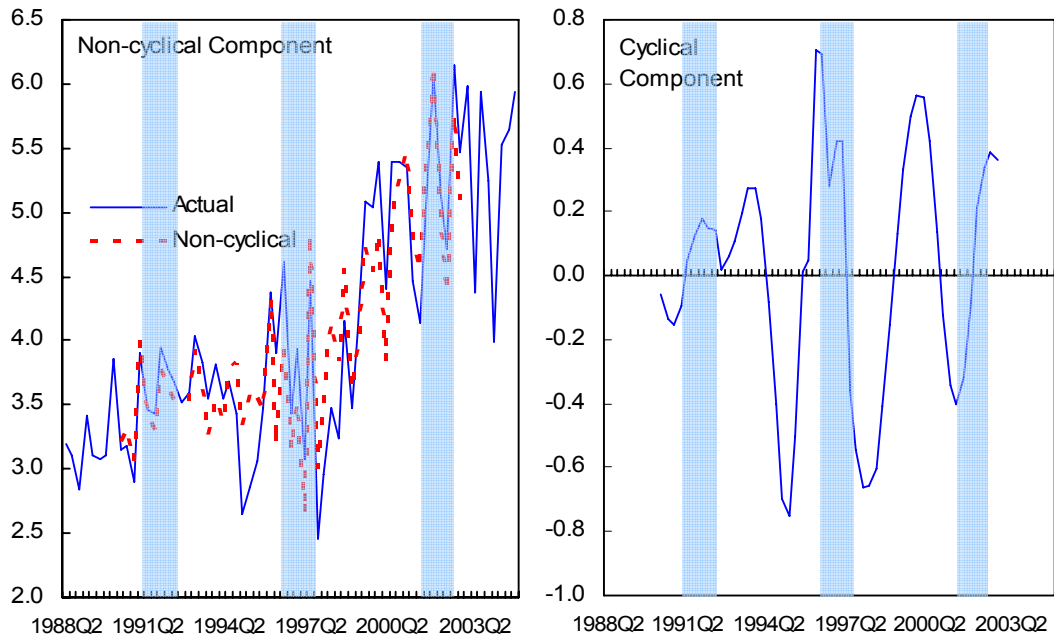 6.5
6.0
5.5
5.0
4.5
4.0
3.5
3.0
2.5
2.0
Non-cyclical Component
Actual
Non-cyclical
1988Q2 1991Q2 1994Q2 1997Q2 2000Q2 2003Q2
0.8
0.6
0.4
0.2
0.0
-0.2
-0.4
-0.6
-0.8
-1.0
Cyclical
Component
1988Q2 1991Q2 1994Q2 1997Q2 2000Q2 2003Q2